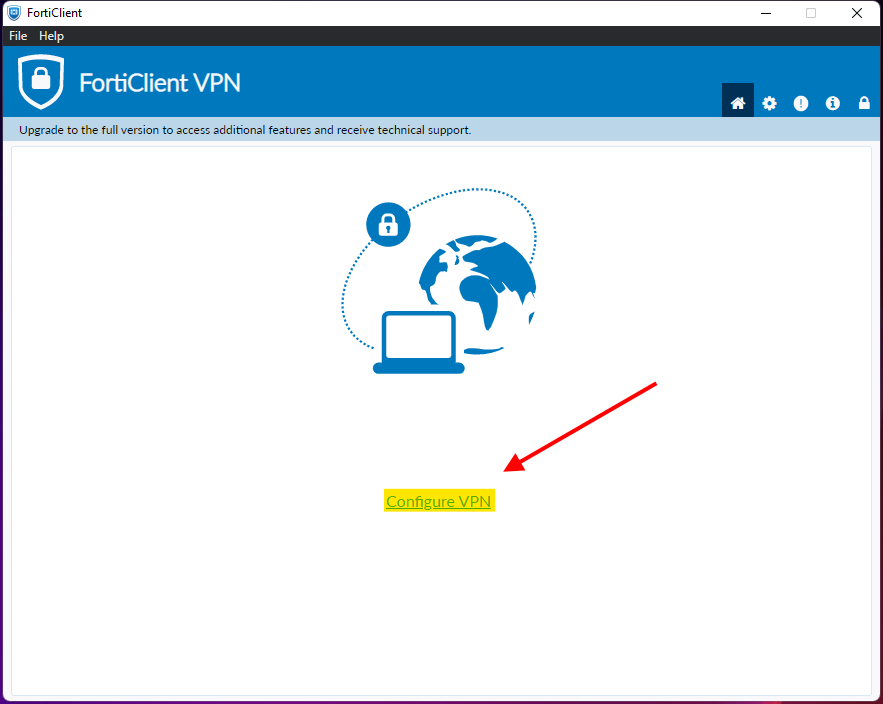 FortiClient
File Help
FortiClient VPN
Upgrade to the full version to access additional features and receive technical support.
Configure VPN